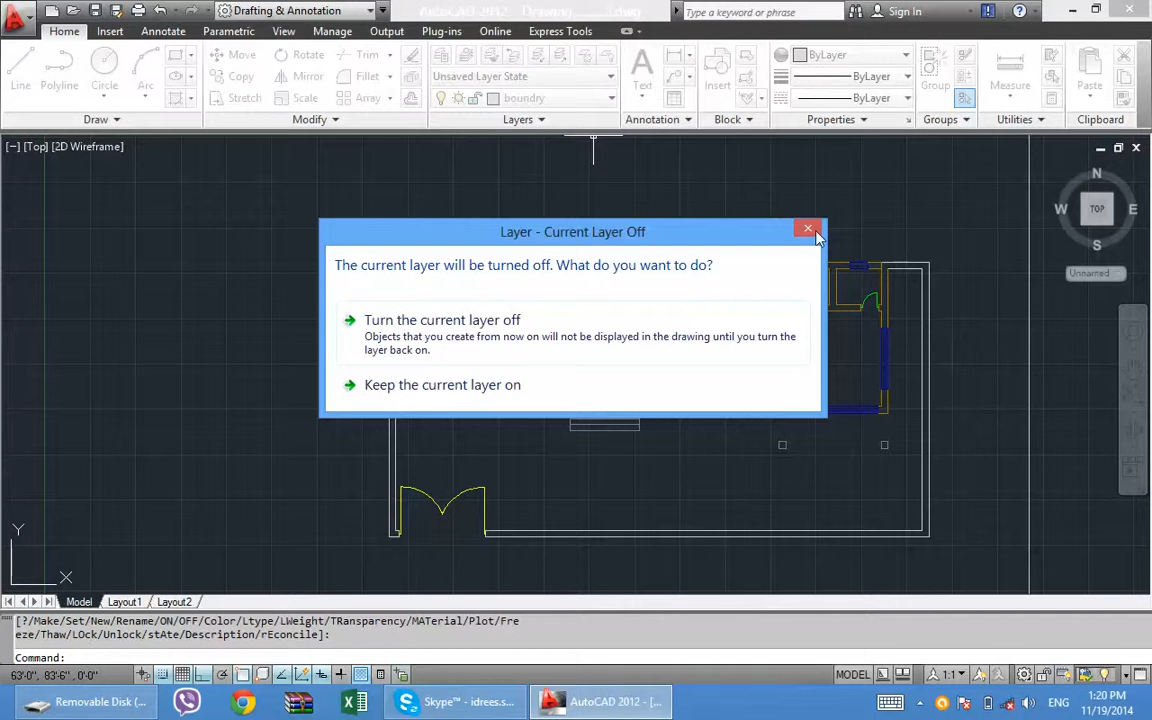 Drafting & Annotation
AutoCAD 2012
Type a keyword or phrase
Sign In
Home
Insert
Annotate
Parametric
View
Manage
Output
Plug-ins
Online
Express Tools
Line
Polyline
Circle
Arc
Move
Rotate
Trim
Copy
Mirror
Fillet
Stretch
Scale
Array
Unsaved Layer State
boundry
Text
Insert
ByLayer
ByLayer
ByLayer
Group
Measure
Paste
Draw
Modify
Layers
Annotation
Block
Properties
Groups
Utilities
Clipboard
[−] [Top] [2D Wireframe]
N
W
TOP
E
S
Unnamed
Layer - Current Layer Off
The current layer will be turned off. What do you want to do?
Turn the current layer off
Objects that you create from now on will not be displayed in the drawing until you turn the
layer back on.
Keep the current layer on
Y
X
Model
Layout1
Layout2
[?/Make/Set/New/Rename/ON/OFF/Color/Ltype/LWeight/TRansparency/MATerial/Plot/Fre
eze/Thaw/LOck/Unlock/stAte/Description/rEconcile]:
Command:
63'-0", 83'-6", 0'-0"
MODEL
1:1
Removable Disk (...
Skype™ - idrees.s...
AutoCAD 2012 - [...
ENG
1:20 PM
11/19/2014